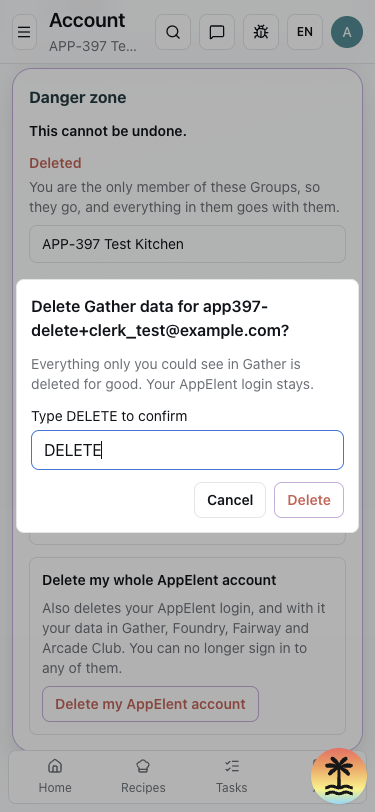 Account
APP-397 Te...
EN
A
Danger zone
This cannot be undone.
Deleted
You are the only member of these Groups, so
they go, and everything in them goes with them.
APP-397 Test Kitchen
Delete Gather data for app397-
delete+clerk_test@example.com?
Everything only you could see in Gather is
deleted for good. Your AppElent login stays.
Type DELETE to confirm
DELETE
Cancel
Delete
Delete my whole AppElent account
Also deletes your AppElent login, and with it
your data in Gather, Foundry, Fairway and
Arcade Club. You can no longer sign in to
any of them.
Delete my AppElent account
Home
Recipes
Tasks